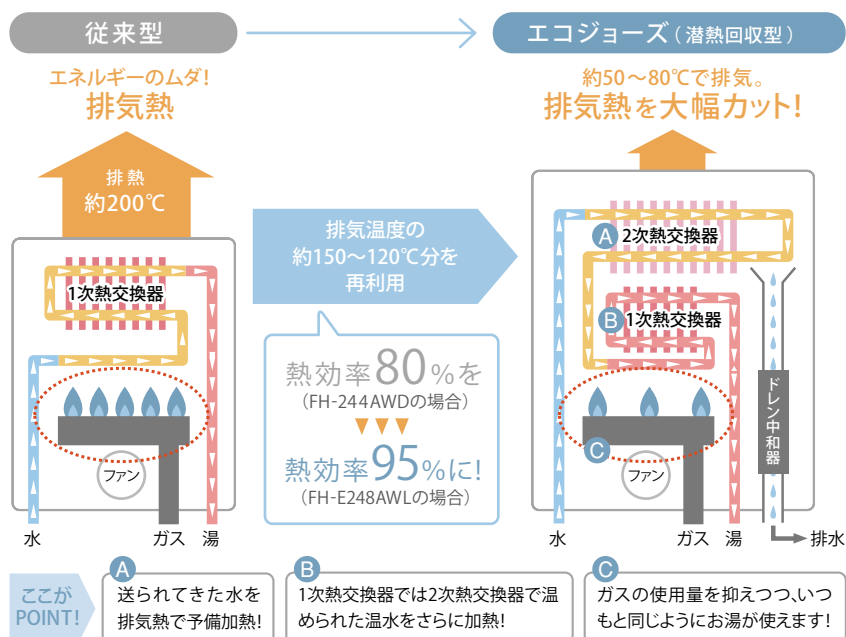 従来型
エコジョーズ(潜熱回収型)
エネルギーのムダ!
排気熱
約50〜80℃で排気。
排気熱を大幅カット!
排熱
約200℃
排気温度の
約150〜120℃分を
再利用
1次熱交換器
A 2次熱交換器
B 1次熱交換器
熱効率80%を
(FH-244AWDの場合)
熱効率95%に!
(FH-E248AWLの場合)
ドレン中和器
C
ファン
ファン
水
ガス
湯
水
ガス
湯
排水
ここが
POINT!
A
送られてきた水を
排気熱で予備加熱!
B
1次熱交換器では2次熱交換器で温
められた温水をさらに加熱!
C
ガスの使用量を抑えつつ、いつ
もと同じようにお湯が使えます!